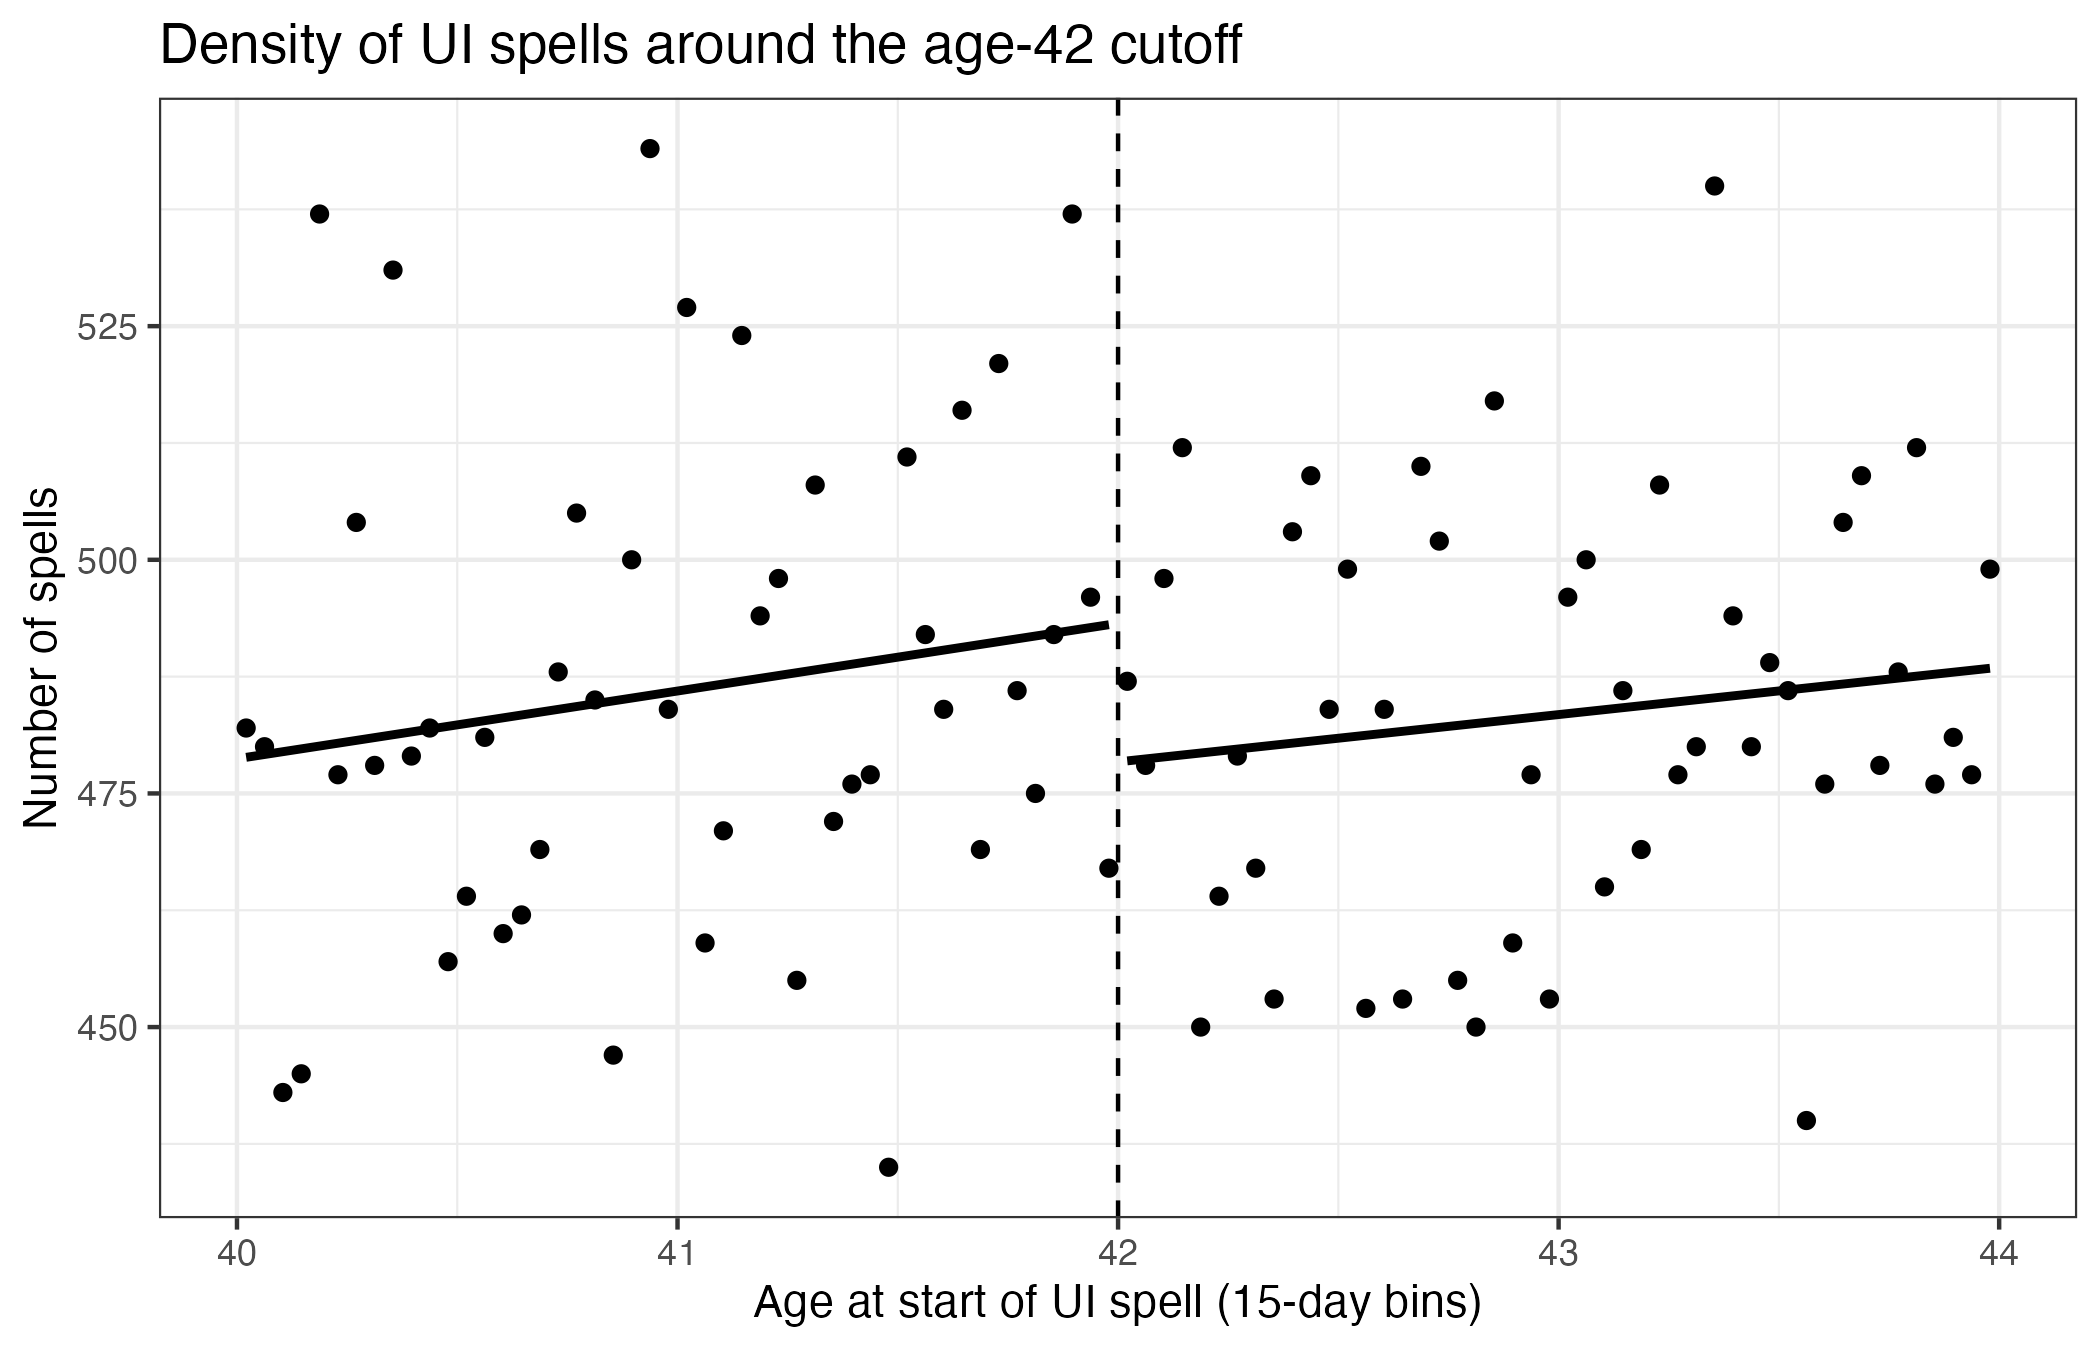 Density of UI spells around the age-42 cutoff
Number of spells
525
500
475
450
40 41 42 43 44
Age at start of UI spell (15-day bins)